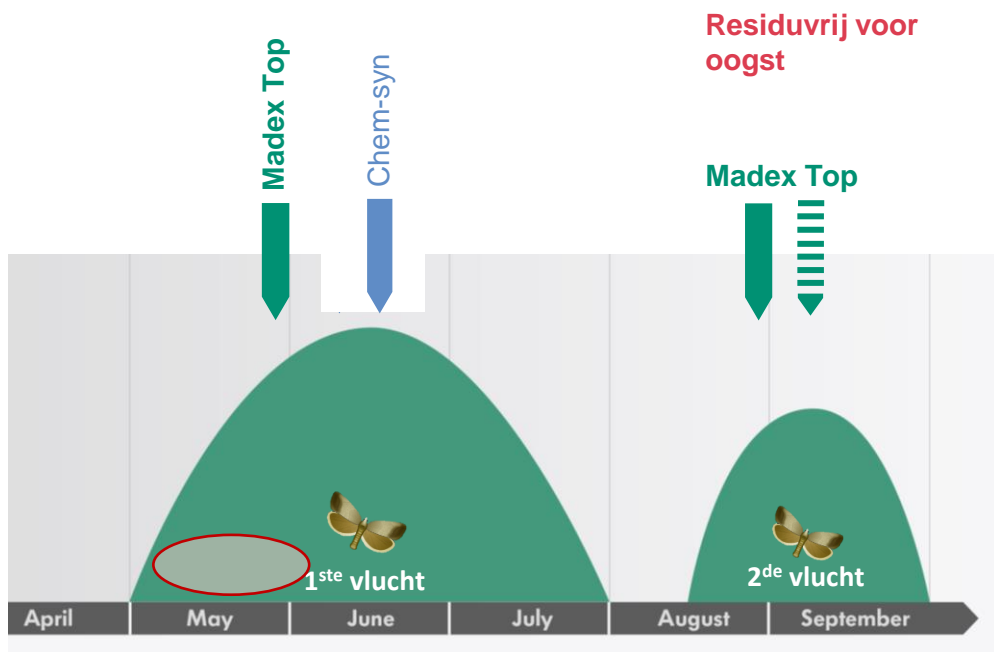 Residuvrij voor
oogst
Madex Top
Chem-syn
Madex Top
1ste vlucht
2de vlucht
April May June July August September